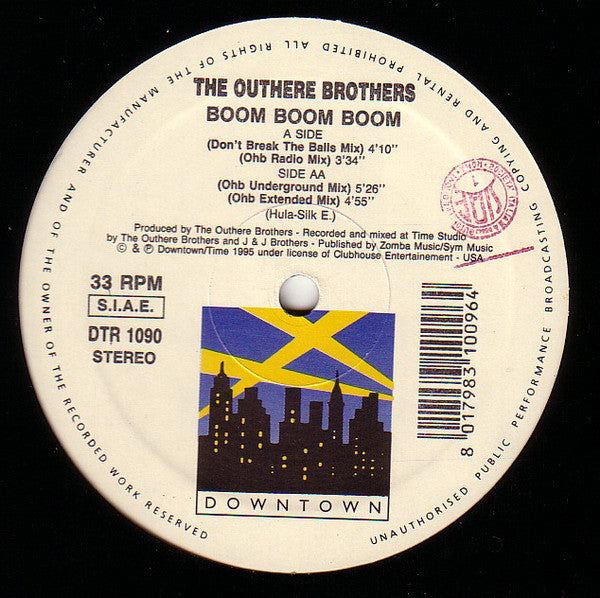 THE OUTHERE BROTHERS
BOOM BOOM BOOM
A SIDE
(Don't Break The Balls Mix) 4'10"
(Ohb Radio Mix) 3'34"
SIDE AA
(Ohb Underground Mix) 5'26"
(Ohb Extended Mix) 4'55"
(Hula-Silk E.)
Produced by The Outhere Brothers - Recorded and mixed at Time Studio
by The Outhere Brothers and J & J Brothers - Published by Zomba Music/Sym Music
© & ℗ Downtown/Time 1995 under license of Clubhouse Entertainement - USA
33 RPM
S.I.A.E.
DTR 1090
STEREO
8 017983 100964
SIAE
DOWNTOWN
ALL RIGHTS OF THE MANUFACTURER AND OF THE OWNER OF THE RECORDED WORK RESERVED
UNAUTHORISED PUBLIC PERFORMANCE BROADCASTING COPYING AND RENTAL PROHIBITED